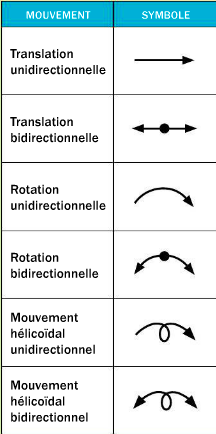 MOUVEMENT SYMBOLE
Translation
unidirectionnelle
Translation
bidirectionnelle
Rotation
unidirectionnelle
Rotation
bidirectionnelle
Mouvement
hélicoïdal
unidirectionnel
Mouvement
hélicoïdal
bidirectionnel